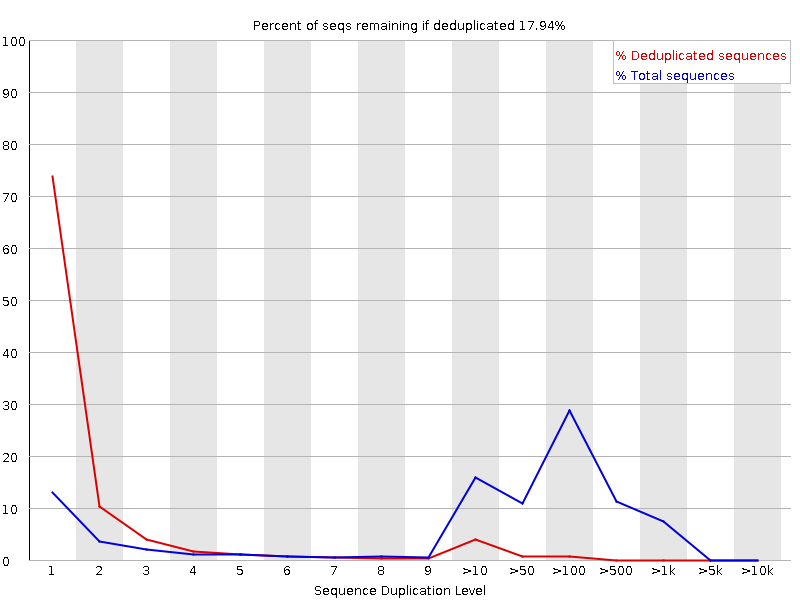 Percent of seqs remaining if deduplicated 17.94%
% Deduplicated sequences
% Total sequences
100
90
80
70
60
50
40
30
20
10
0
1 2 3 4 5 6 7 8 9 >10 >50 >100 >500 >1k >5k >10k
Sequence Duplication Level